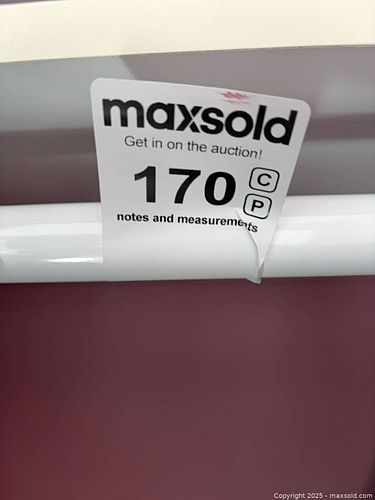 maxsold
Get in on the auction!
170
C
P
notes and measurements
Copyright 2025 - maxsold.com